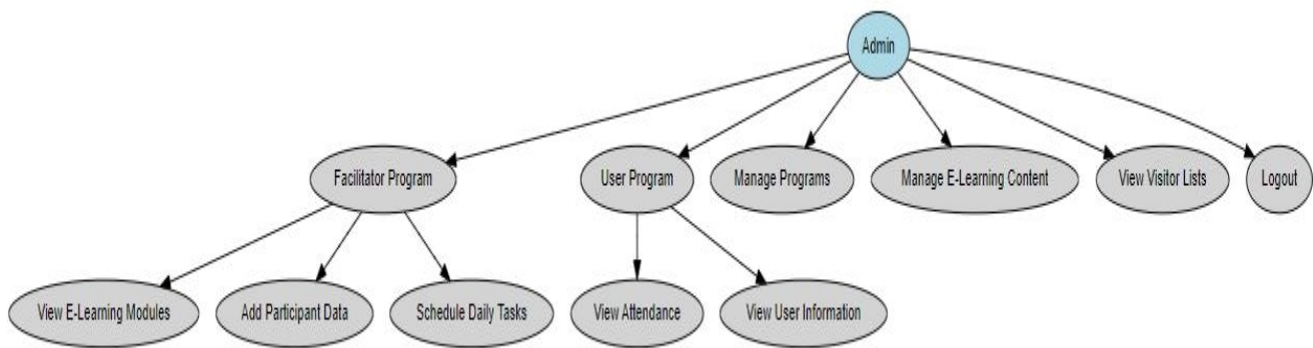 Admin
Facilitator Program
User Program
Manage Programs
Manage E-Learning Content
View Visitor Lists
Logout
View E-Learning Modules
Add Participant Data
Schedule Daily Tasks
View Attendance
View User Information